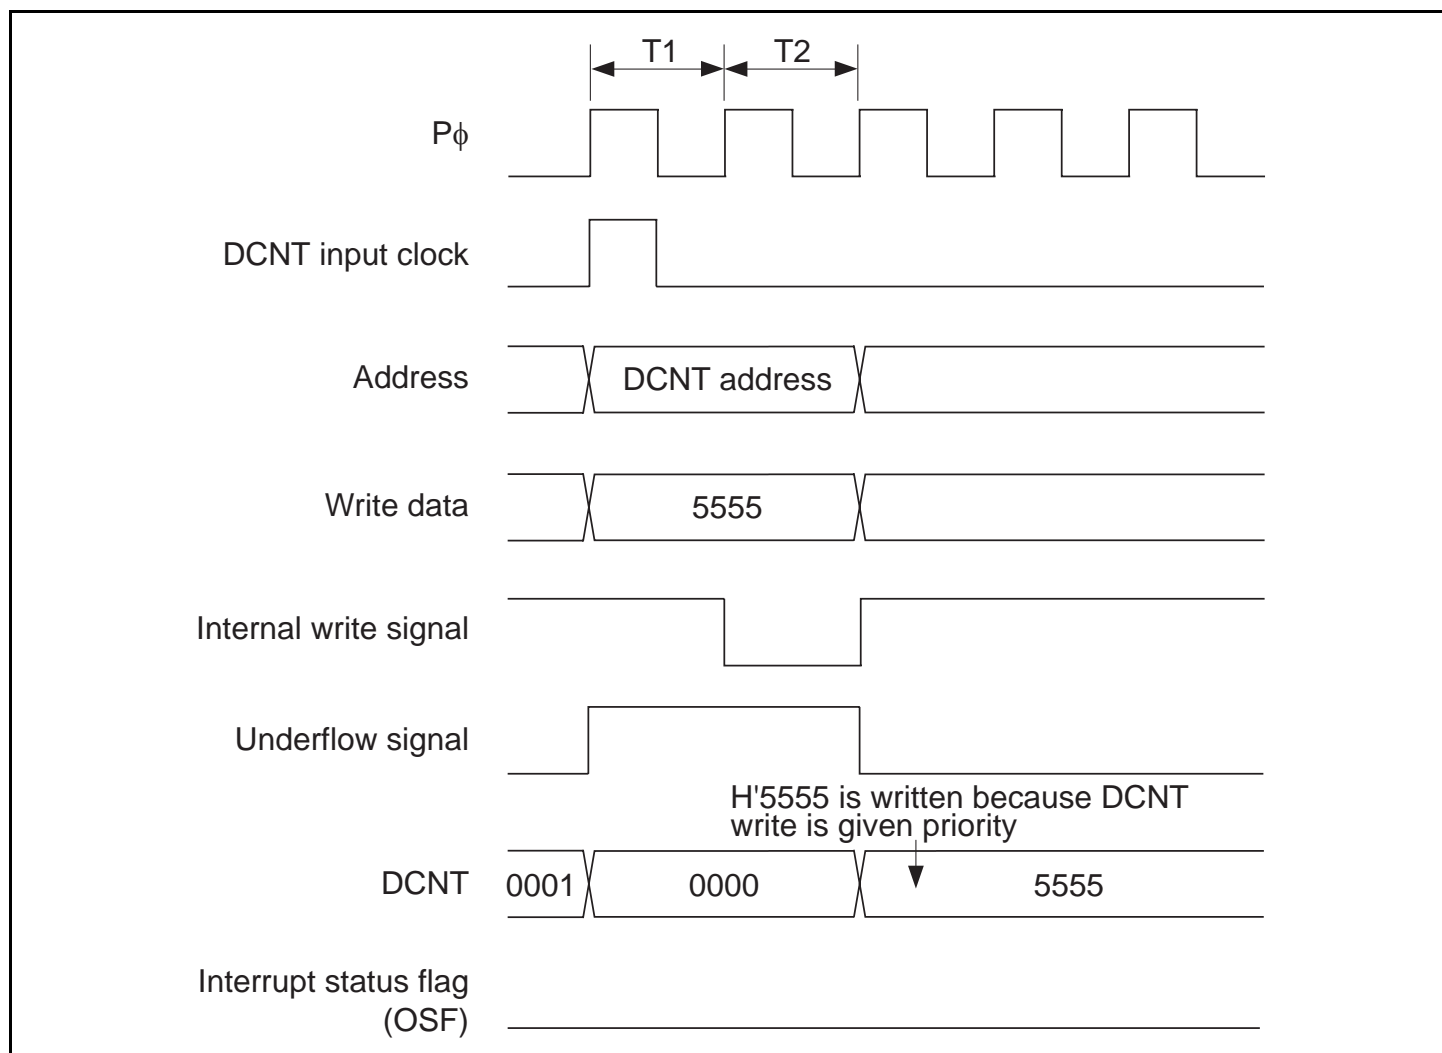 T1 T2
Pϕ
DCNT input clock
Address DCNT address
Write data 5555
Internal write signal
Underflow signal
H'5555 is written because DCNT
write is given priority
DCNT 0001 0000 5555
Interrupt status flag
(OSF)